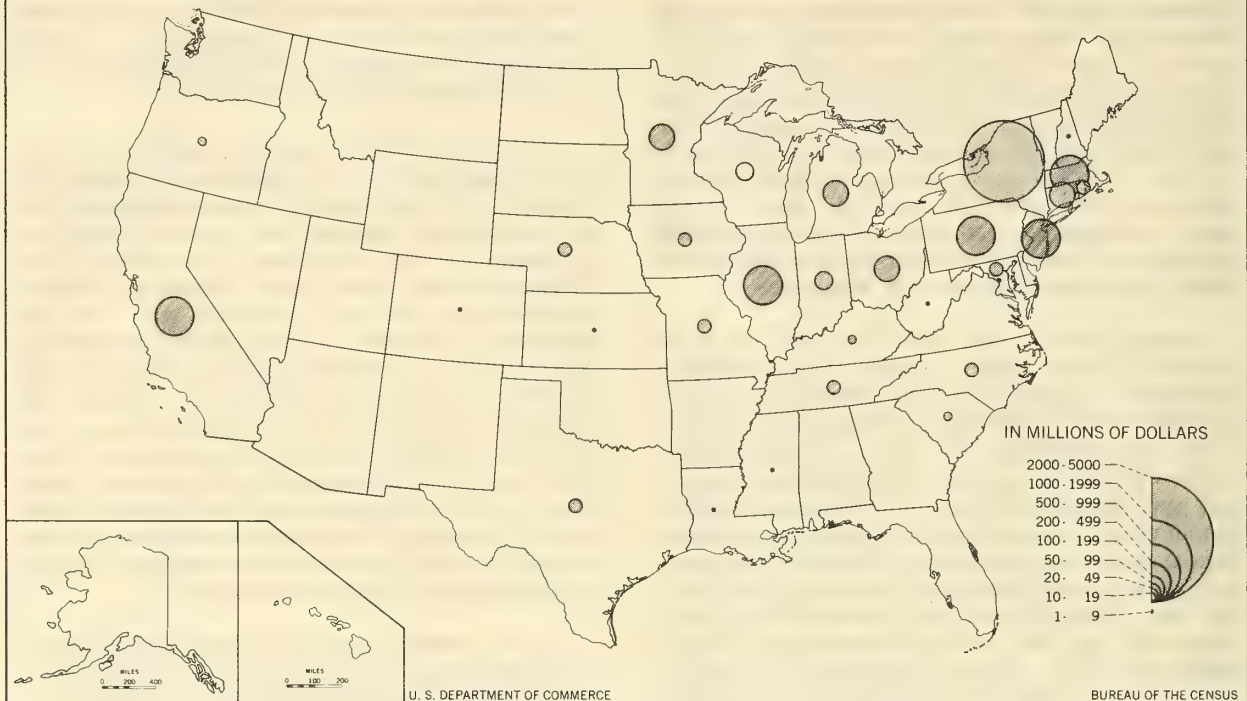 IN MILLIONS OF DOLLARS
2000 - 5000
1000 - 1999
500 - 999
200 - 499
100 - 199
50 - 99
20 - 49
10 - 19
1 - 9
MILES
0 200 400
MILES
0 100 200
U. S. DEPARTMENT OF COMMERCE
BUREAU OF THE CENSUS